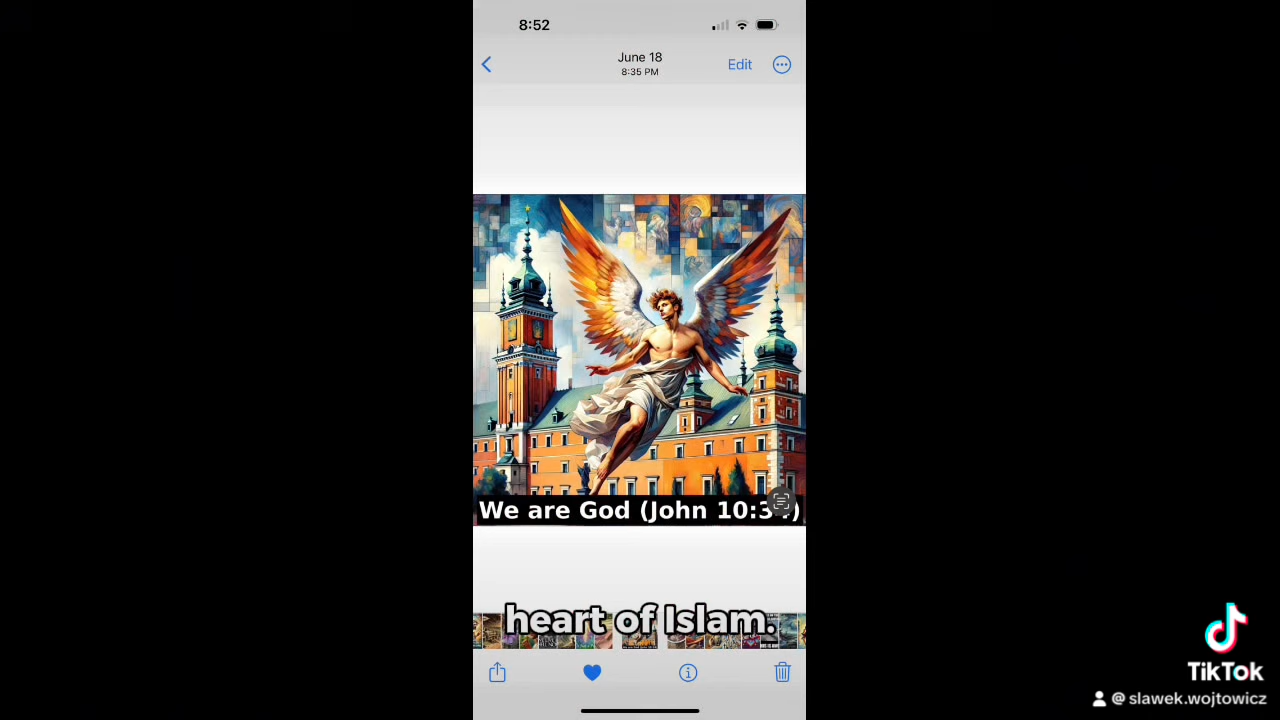 8:52
June 18
8:35 PM
Edit
We are God (John 10:34)
heart of Islam.
TikTok
@ slawek.wojtowicz